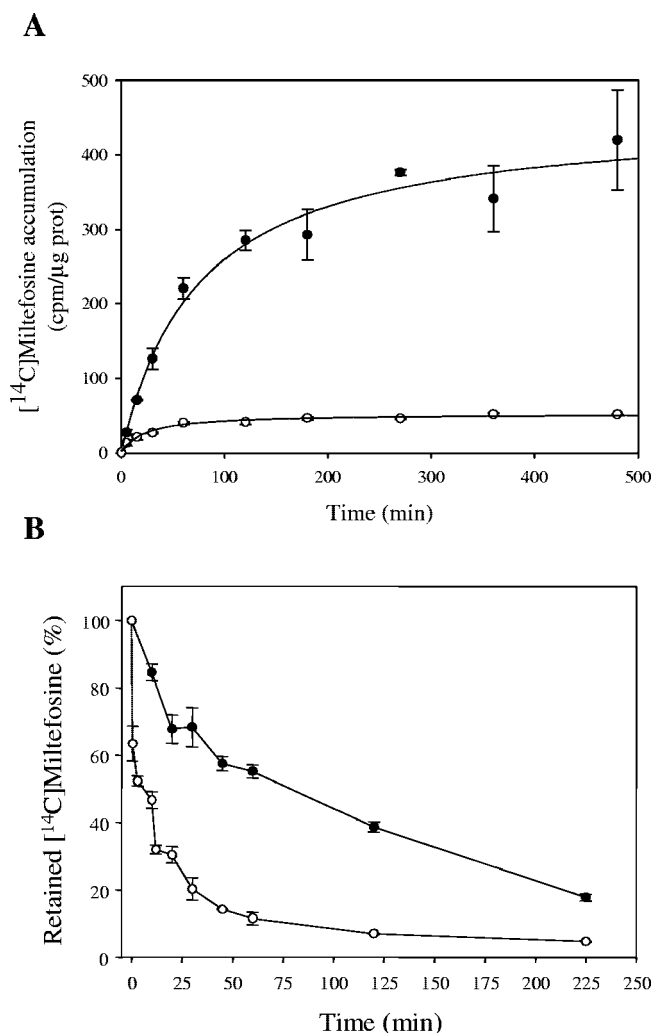 A
[¹⁴C]Miltefosine accumulation
(cpm/µg prot)
500
400
300
200
100
0
0 100 200 300 400 500
Time (min)
B
Retained [¹⁴C]Miltefosine (%)
100
80
60
40
20
0
0 25 50 75 100 125 150 175 200 225 250
Time (min)